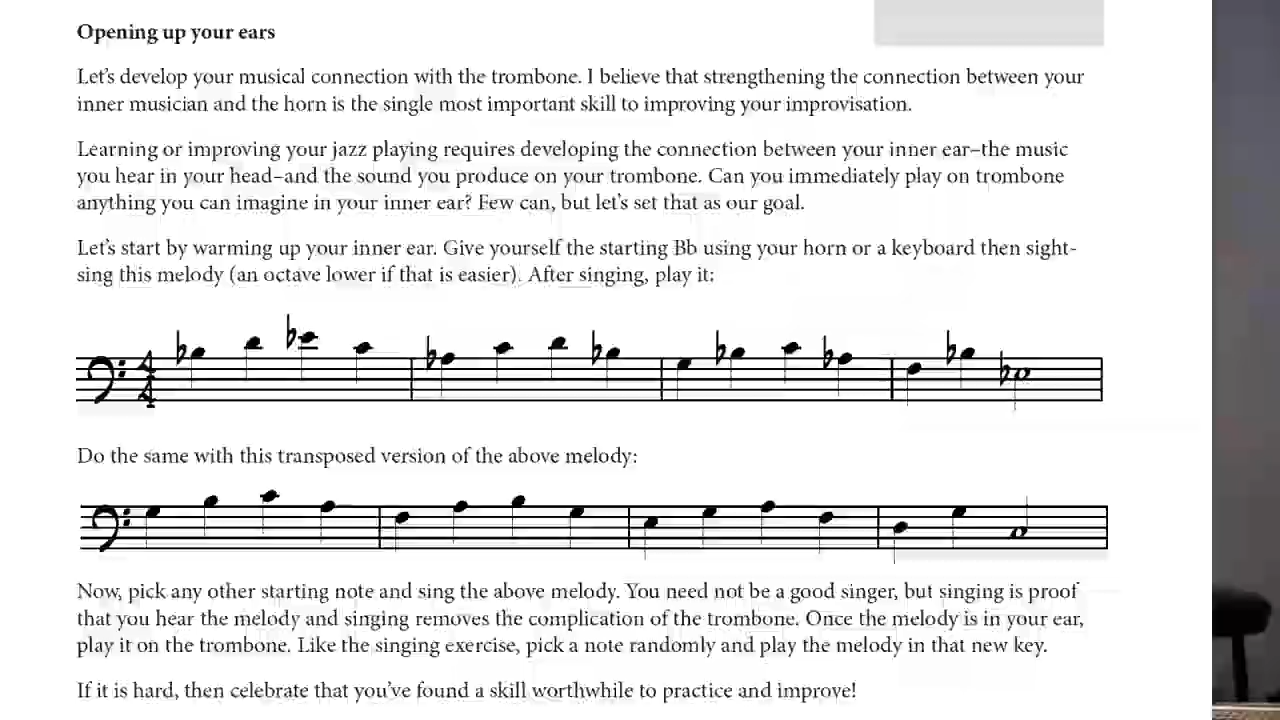 Opening up your ears
Let's develop your musical connection with the trombone. I believe that strengthening the connection between your
inner musician and the horn is the single most important skill to improving your improvisation.
Learning or improving your jazz playing requires developing the connection between your inner ear–the music
you hear in your head–and the sound you produce on your trombone. Can you immediately play on trombone
anything you can imagine in your inner ear? Few can, but let's set that as our goal.
Let's start by warming up your inner ear. Give yourself the starting Bb using your horn or a keyboard then sight-
sing this melody (an octave lower if that is easier). After singing, play it:
4
4
Do the same with this transposed version of the above melody:
Now, pick any other starting note and sing the above melody. You need not be a good singer, but singing is proof
that you hear the melody and singing removes the complication of the trombone. Once the melody is in your ear,
play it on the trombone. Like the singing exercise, pick a note randomly and play the melody in that new key.
If it is hard, then celebrate that you've found a skill worthwhile to practice and improve!